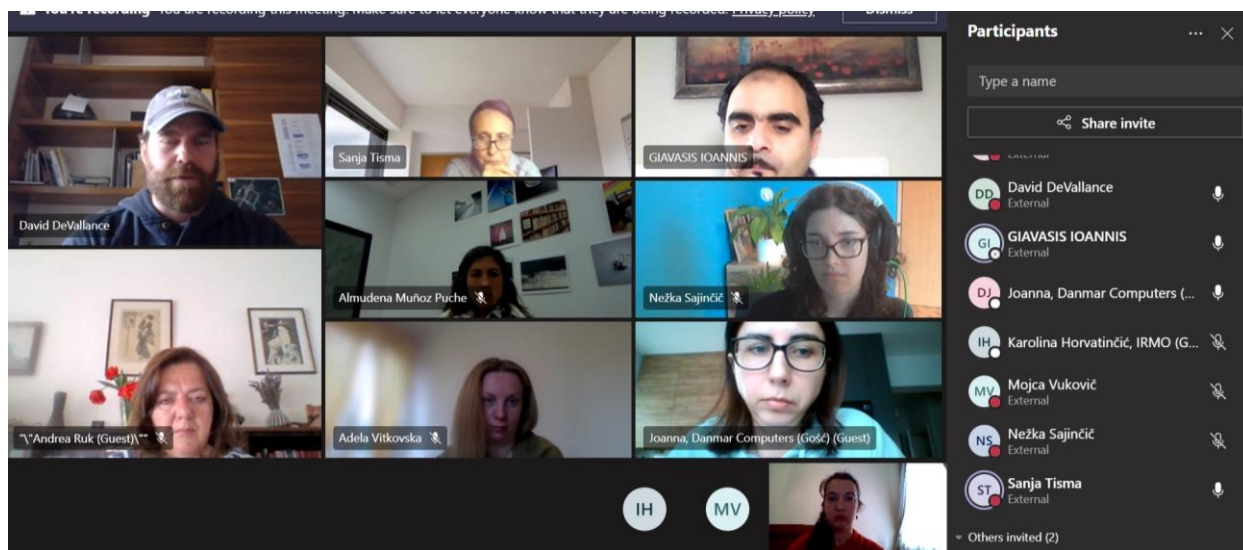 You're recording You are recording this meeting. Make sure to let everyone know that they are being recorded. Privacy policy
Dismiss
David DeVallance
Sanja Tisma
GIAVASIS IOANNIS
Almudena Muñoz Puche
Nežka Sajinčič
"\"Andrea Ruk (Guest)\""
Adela Vitkovska
Joanna, Danmar Computers (Gość) (Guest)
IH
MV
Participants
Type a name
Share invite
External
DD
David DeVallance
External
GI
GIAVASIS IOANNIS
External
DJ
Joanna, Danmar Computers (...
IH
Karolina Horvatinčić, IRMO (G...
MV
Mojca Vukovič
External
NS
Nežka Sajinčič
External
ST
Sanja Tisma
External
Others invited (2)